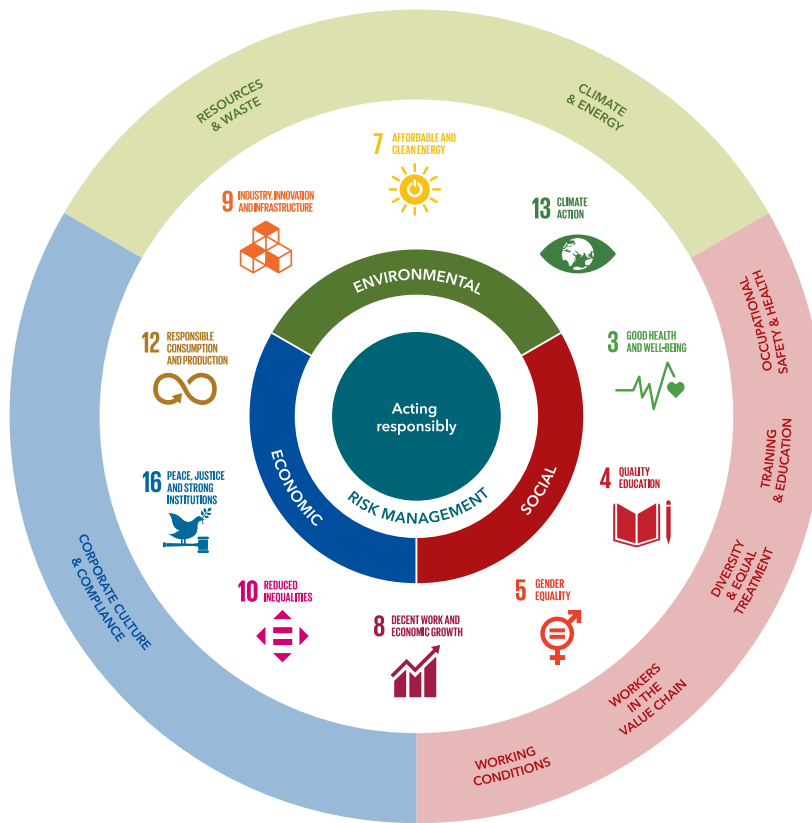 RESOURCES
& WASTE
CLIMATE
& ENERGY
7 AFFORDABLE AND
CLEAN ENERGY
9 INDUSTRY, INNOVATION
AND INFRASTRUCTURE
13 CLIMATE
ACTION
ENVIRONMENTAL
OCCUPATIONAL
SAFETY & HEALTH
12 RESPONSIBLE
CONSUMPTION
AND PRODUCTION
3 GOOD HEALTH
AND WELL-BEING
Acting
responsibly
ECONOMIC
RISK MANAGEMENT
SOCIAL
TRAINING
& EDUCATION
16 PEACE, JUSTICE
AND STRONG
INSTITUTIONS
4 QUALITY
EDUCATION
CORPORATE CULTURE
& COMPLIANCE
DIVERSITY
& EQUAL
TREATMENT
10 REDUCED
INEQUALITIES
8 DECENT WORK AND
ECONOMIC GROWTH
5 GENDER
EQUALITY
WORKERS
IN THE
VALUE CHAIN
WORKING
CONDITIONS